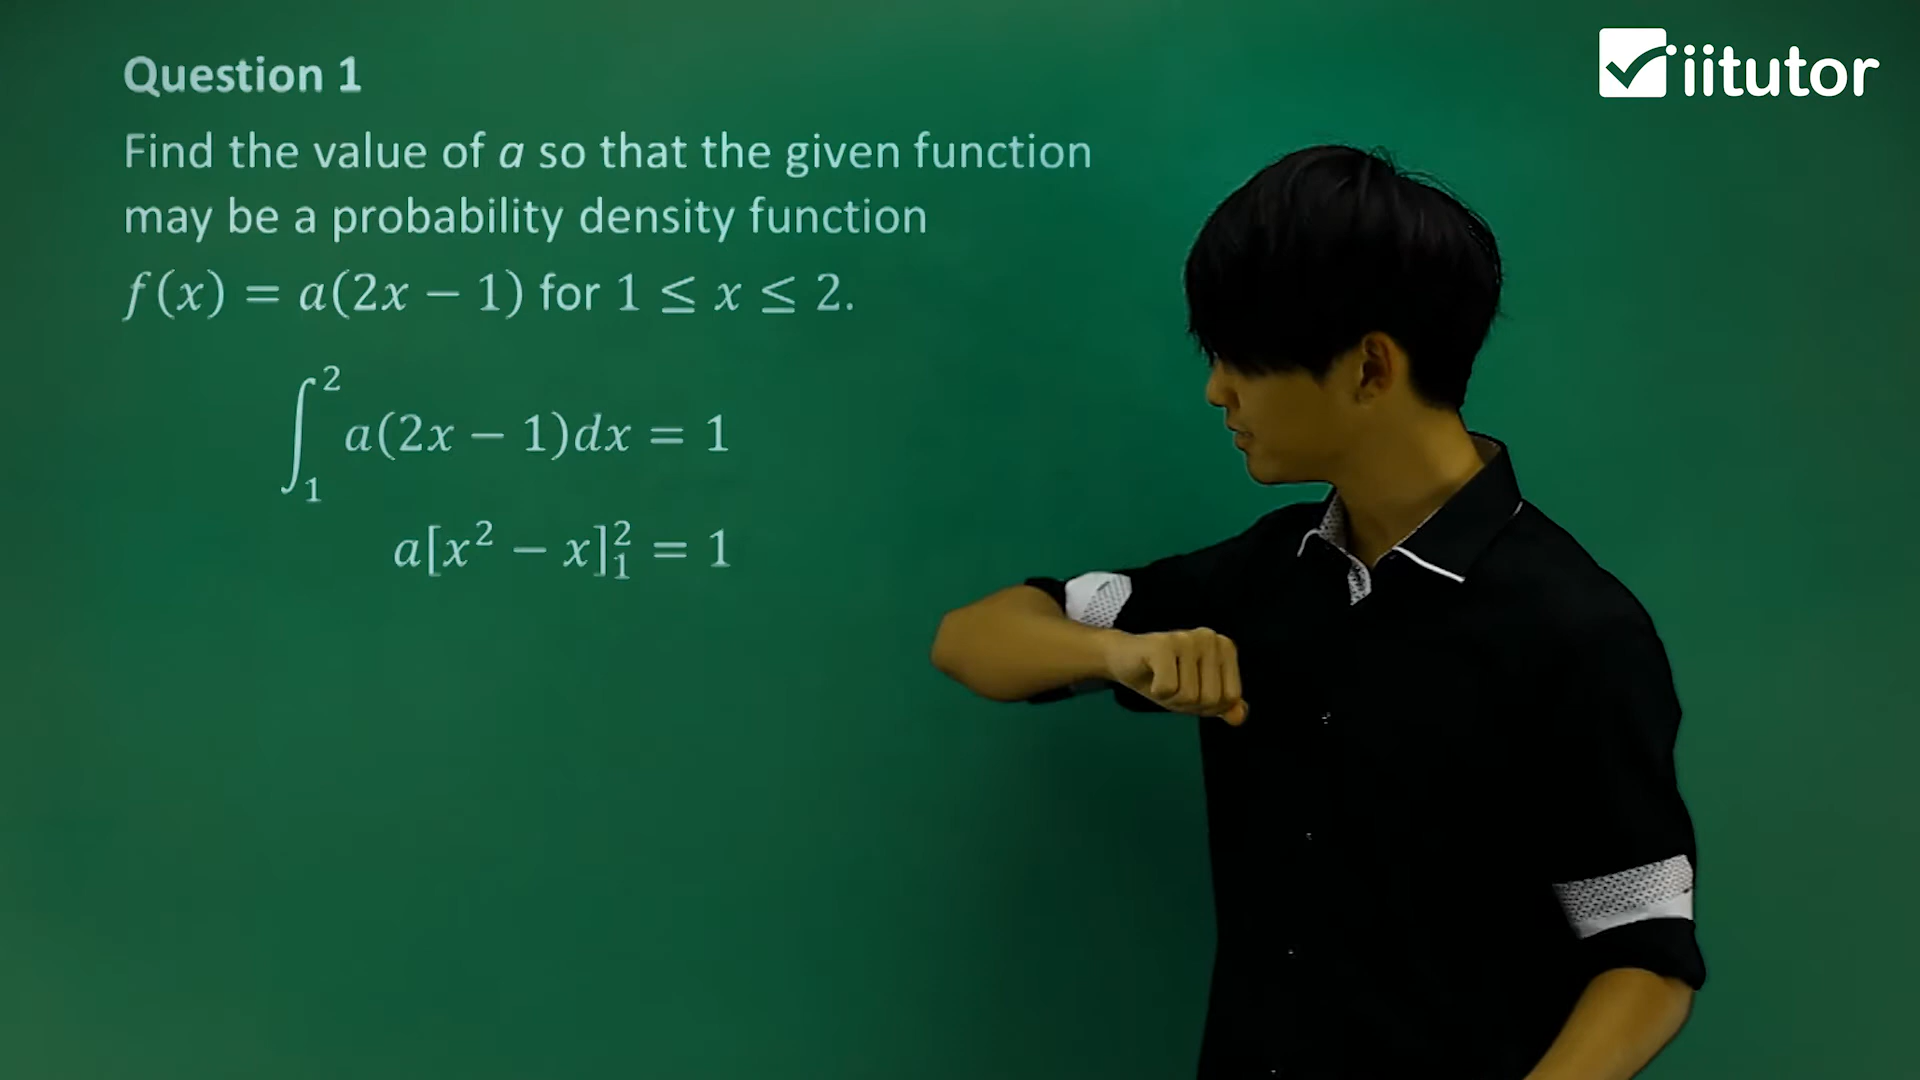 iitutor
Question 1
Find the value of a so that the given function
may be a probability density function
f(x) = a(2x − 1) for 1 ≤ x ≤ 2.
∫₁² a(2x − 1)dx = 1
a[x² − x]₁² = 1